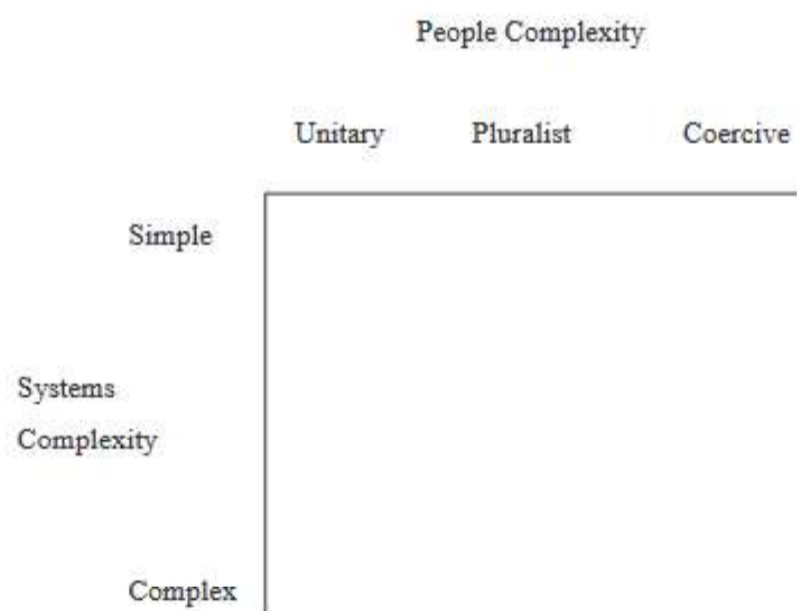 People Complexity
Unitary Pluralist Coercive
Simple
Systems
Complexity
Complex